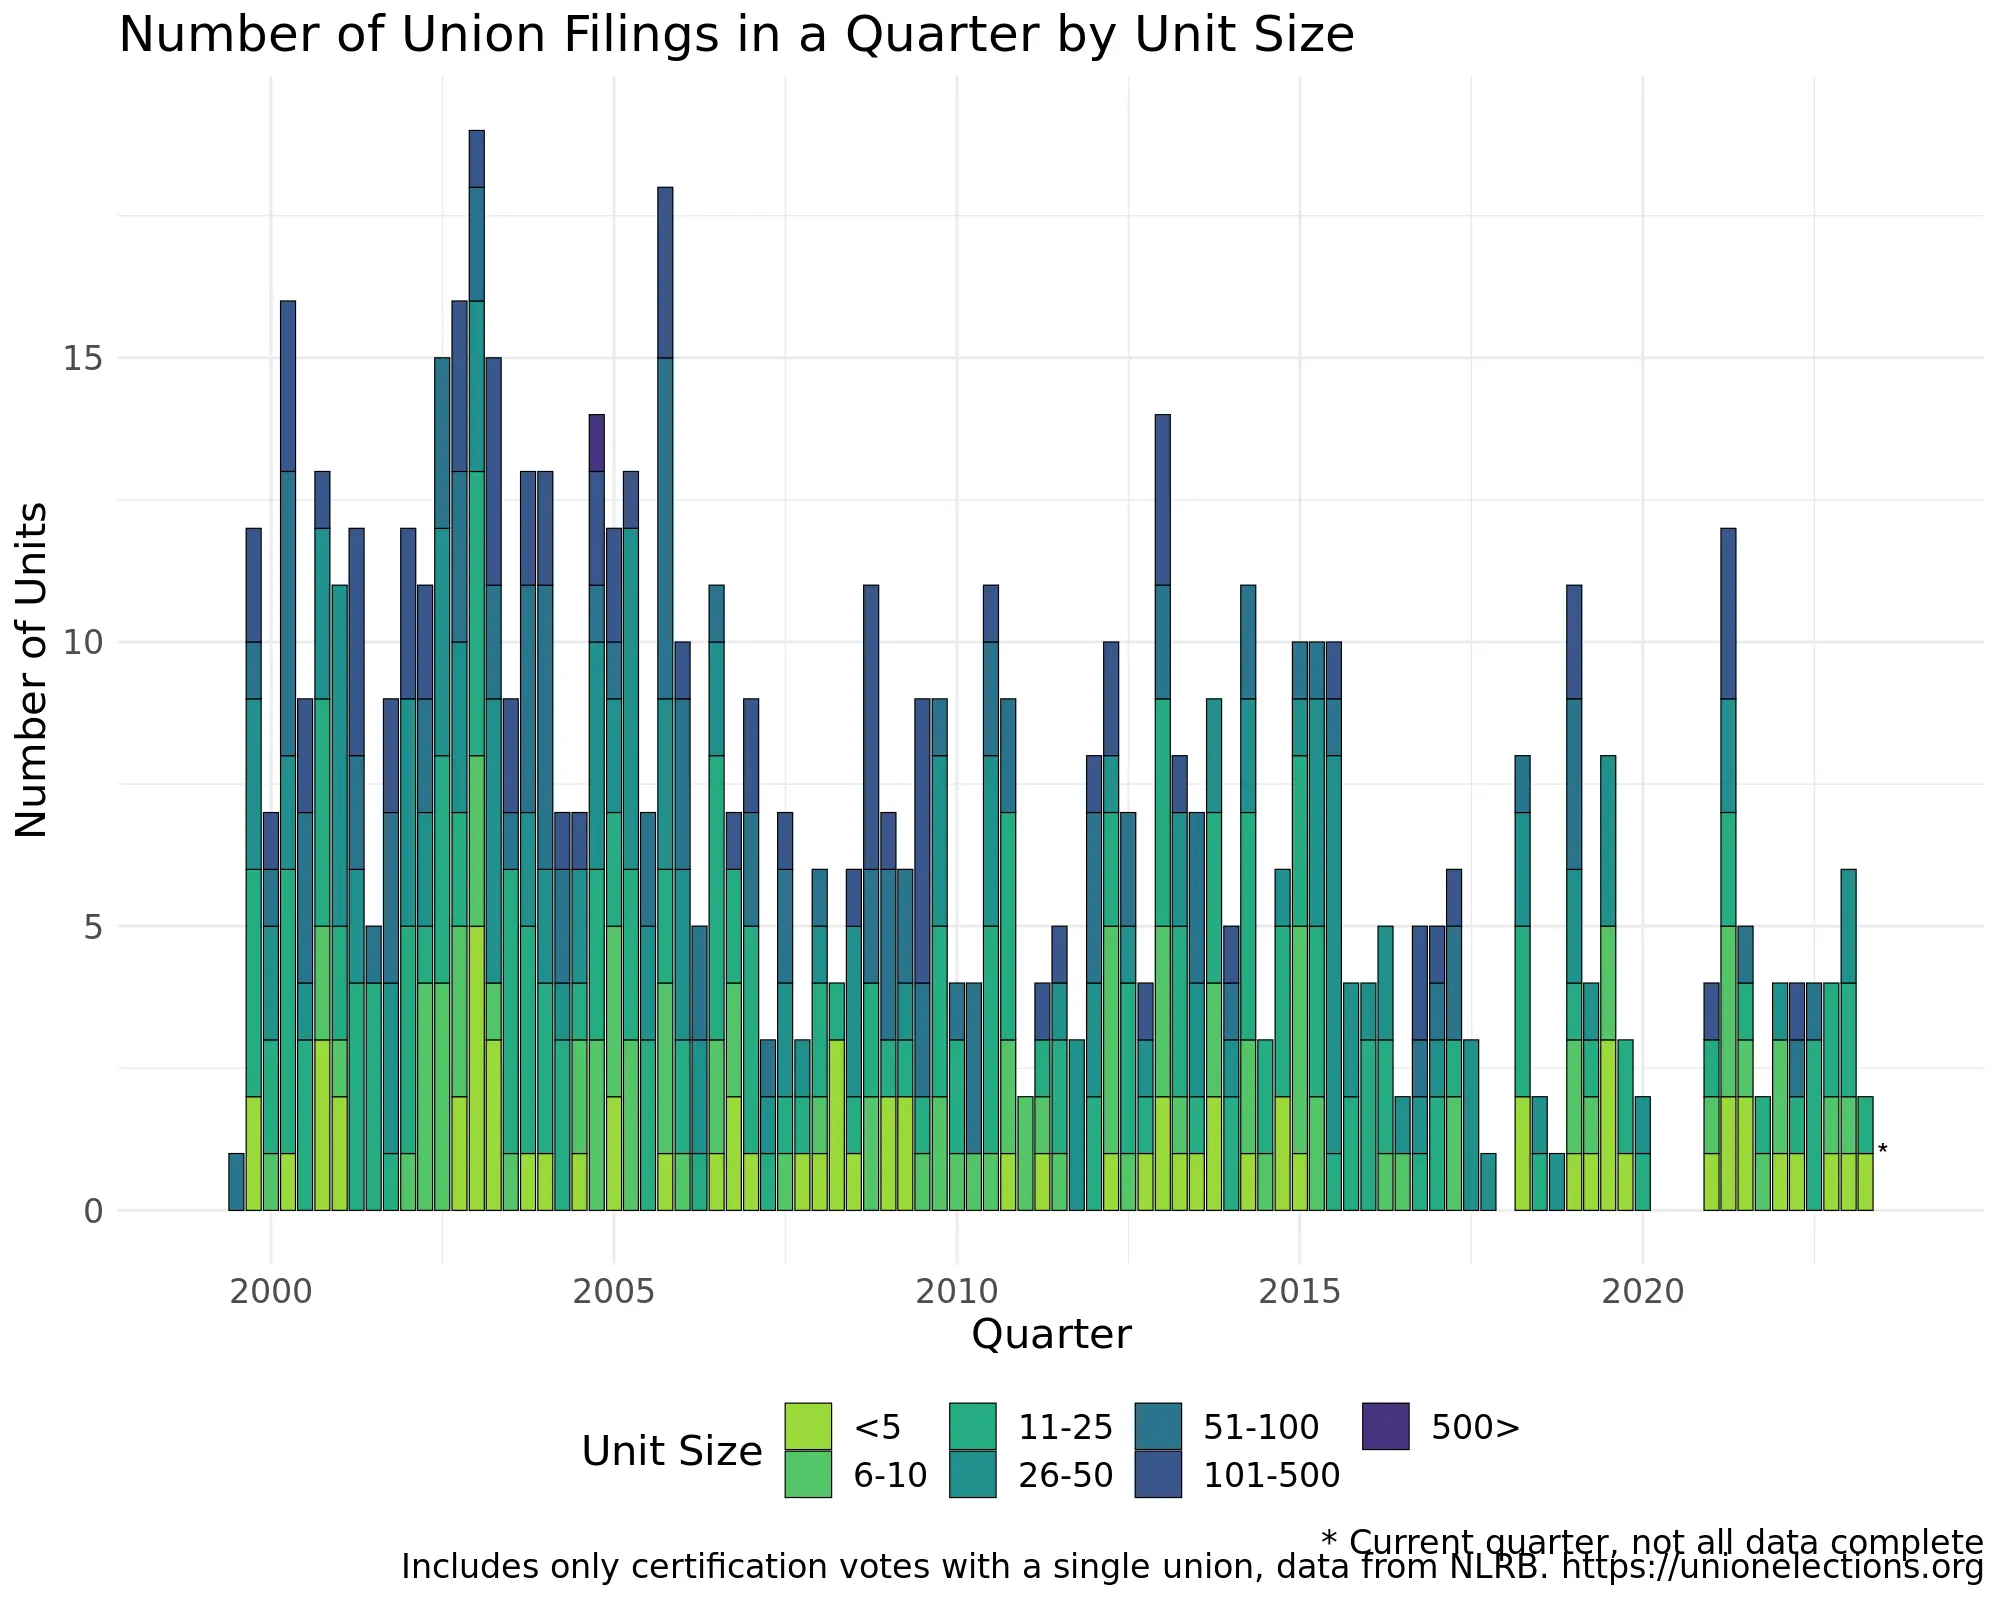 Number of Union Filings in a Quarter by Unit Size
Number of Units
15
10
5
0
*
2000 2005 2010 2015 2020
Quarter
Unit Size
<5 11-25 51-100 500>
6-10 26-50 101-500
* Current quarter, not all data complete
Includes only certification votes with a single union, data from NLRB. https://unionelections.org